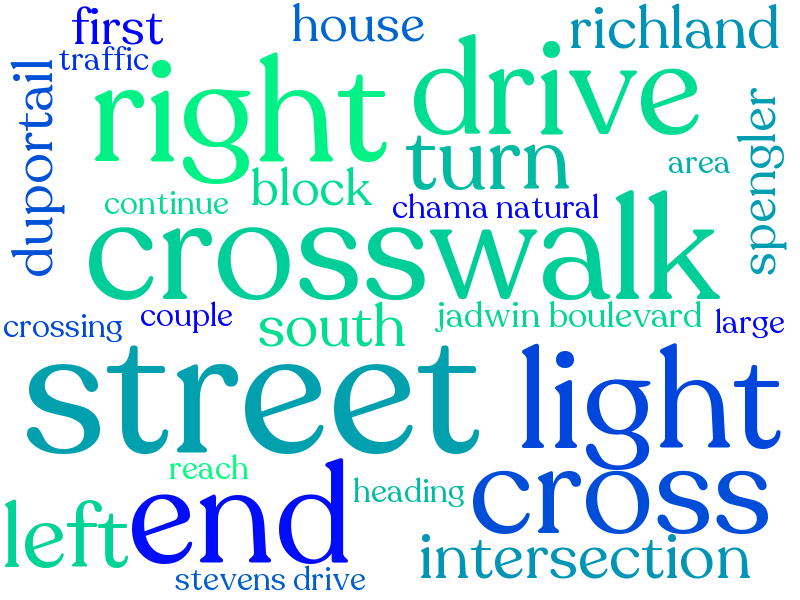 first
house
richland
traffic
duportail
right
drive
turn
area
spengler
block
continue
chama natural
crosswalk
crossing
couple
south
jadwin boulevard
large
street
light
reach
end
heading
cross
left
intersection
stevens drive